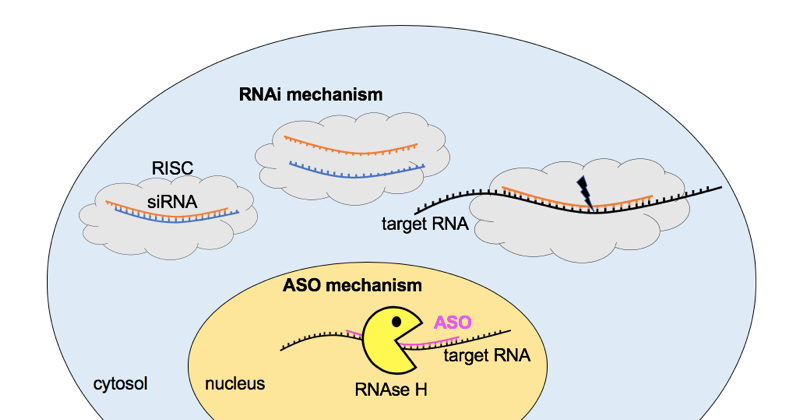 RNAi mechanism
RISC
siRNA
target RNA
ASO mechanism
ASO
target RNA
cytosol
nucleus
RNAse H